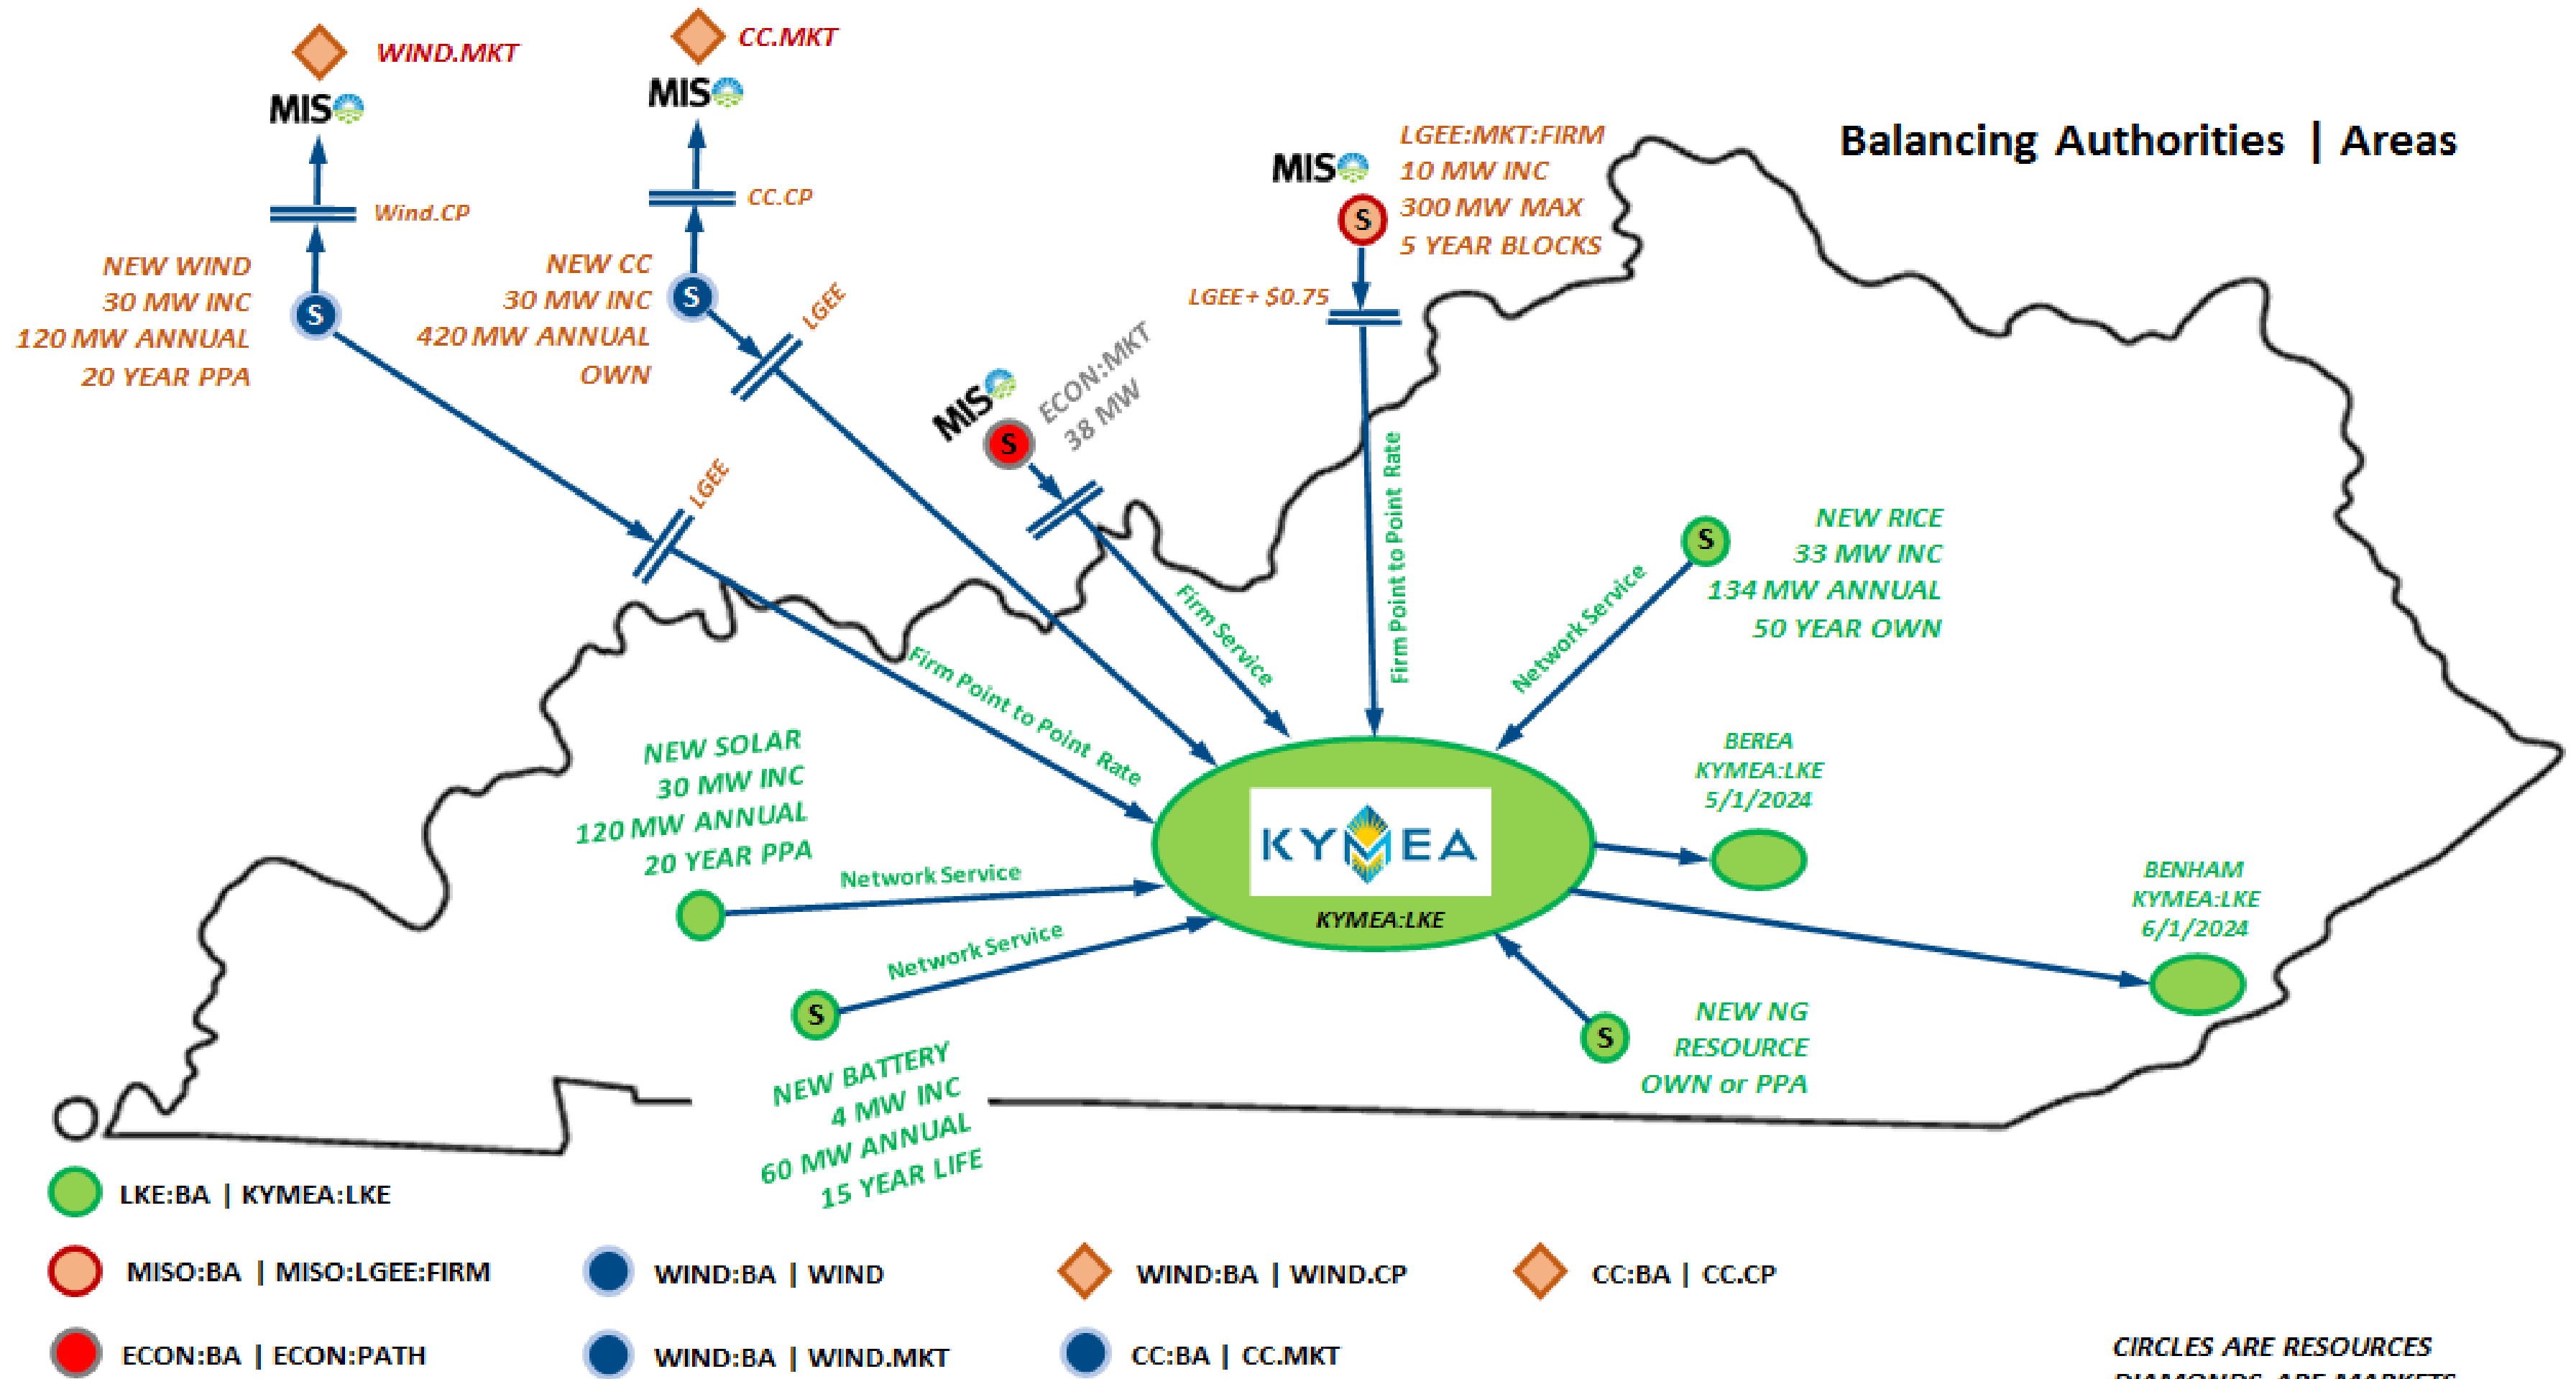 WIND.MKT
MISO
Wind.CP
NEW WIND
30 MW INC
120 MW ANNUAL
20 YEAR PPA
S
CC.MKT
MISO
CC.CP
NEW CC
30 MW INC
420 MW ANNUAL
OWN
S
LGEE
LGEE
MISO
ECON:MKT
38 MW
S
MISO
LGEE:MKT:FIRM
10 MW INC
300 MW MAX
5 YEAR BLOCKS
S
LGEE+ $0.75
Balancing Authorities | Areas
Firm Point to Point Rate
Firm Service
Firm Point to Point Rate
Network Service
S
NEW RICE
33 MW INC
134 MW ANNUAL
50 YEAR OWN
NEW SOLAR
30 MW INC
120 MW ANNUAL
20 YEAR PPA
Network Service
Network Service
S
NEW BATTERY
4 MW INC
60 MW ANNUAL
15 YEAR LIFE
KYMEA
KYMEA:LKE
BEREA
KYMEA:LKE
5/1/2024
BENHAM
KYMEA:LKE
6/1/2024
S
NEW NG
RESOURCE
OWN or PPA
LKE:BA | KYMEA:LKE
MISO:BA | MISO:LGEE:FIRM
WIND:BA | WIND
WIND:BA | WIND.CP
CC:BA | CC.CP
ECON:BA | ECON:PATH
WIND:BA | WIND.MKT
CC:BA | CC.MKT
CIRCLES ARE RESOURCES
DIAMONDS ARE MARKETS